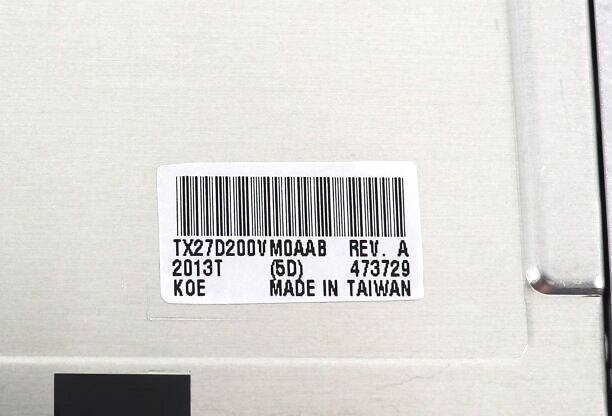 TX27D200VM0AAB REV. A
2013T (5D) 473729
KOE MADE IN TAIWAN